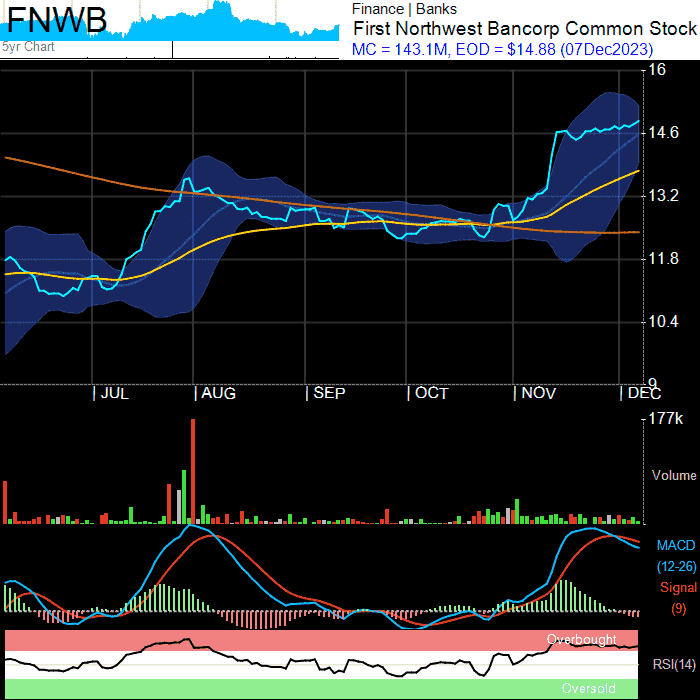 FNWB
5yr Chart
Finance | Banks
First Northwest Bancorp Common Stock
MC = 143.1M, EOD = $14.88 (07Dec2023)
16
14.6
13.2
11.8
10.4
9
JUL AUG SEP OCT NOV DEC
177k
Volume
MACD
(12-26)
Signal
(9)
Overbought
RSI(14)
Oversold